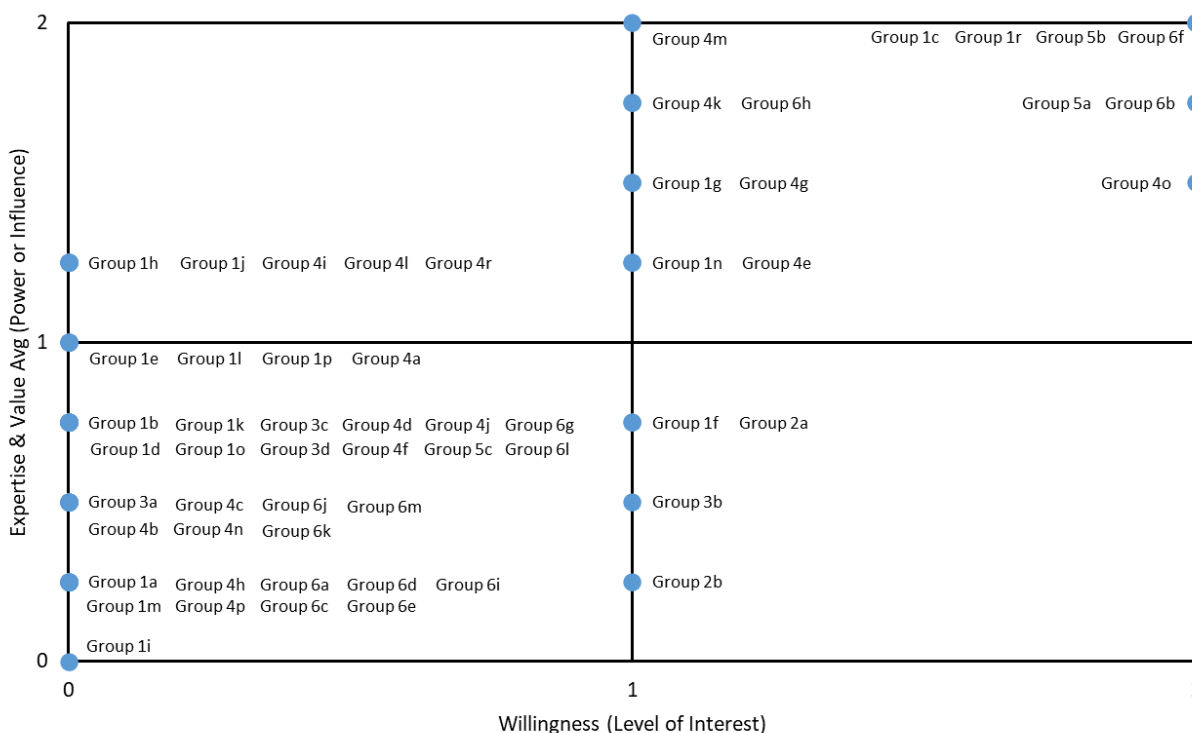 2
Group 4m
Group 1c Group 1r Group 5b Group 6f
Group 4k Group 6h
Group 5a Group 6b
Group 1g Group 4g
Group 4o
Group 1h Group 1j Group 4i Group 4l Group 4r
Group 1n Group 4e
1
Group 1e Group 1l Group 1p Group 4a
Group 1b Group 1k Group 3c Group 4d Group 4j Group 6g
Group 1f Group 2a
Group 1d Group 1o Group 3d Group 4f Group 5c Group 6l
Group 3a Group 4c Group 6j Group 6m
Group 3b
Group 4b Group 4n Group 6k
Group 1a Group 4h Group 6a Group 6d Group 6i
Group 2b
Group 1m Group 4p Group 6c Group 6e
Group 1i
0
0 1
Willingness (Level of Interest)
Expertise & Value Avg (Power or Influence)